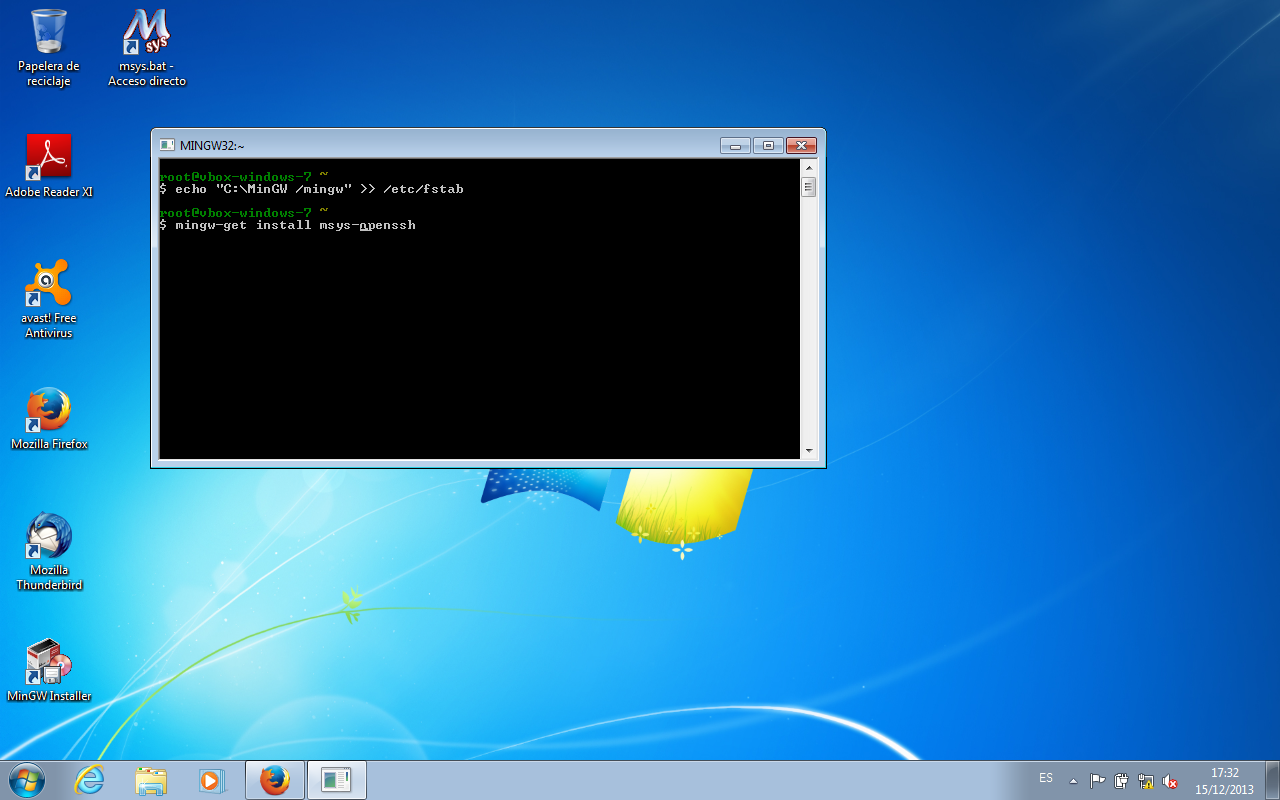 Papelera de
reciclaje
Msys
msys.bat -
Acceso directo
Adobe Reader XI
avast! Free
Antivirus
Mozilla Firefox
Mozilla
Thunderbird
MinGW Installer
MINGW32:~
root@vbox-windows-7 ~
$ echo "C:\MinGW /mingw" >> /etc/fstab
root@vbox-windows-7 ~
$ mingw-get install msys-openssh
ES
17:32
15/12/2013